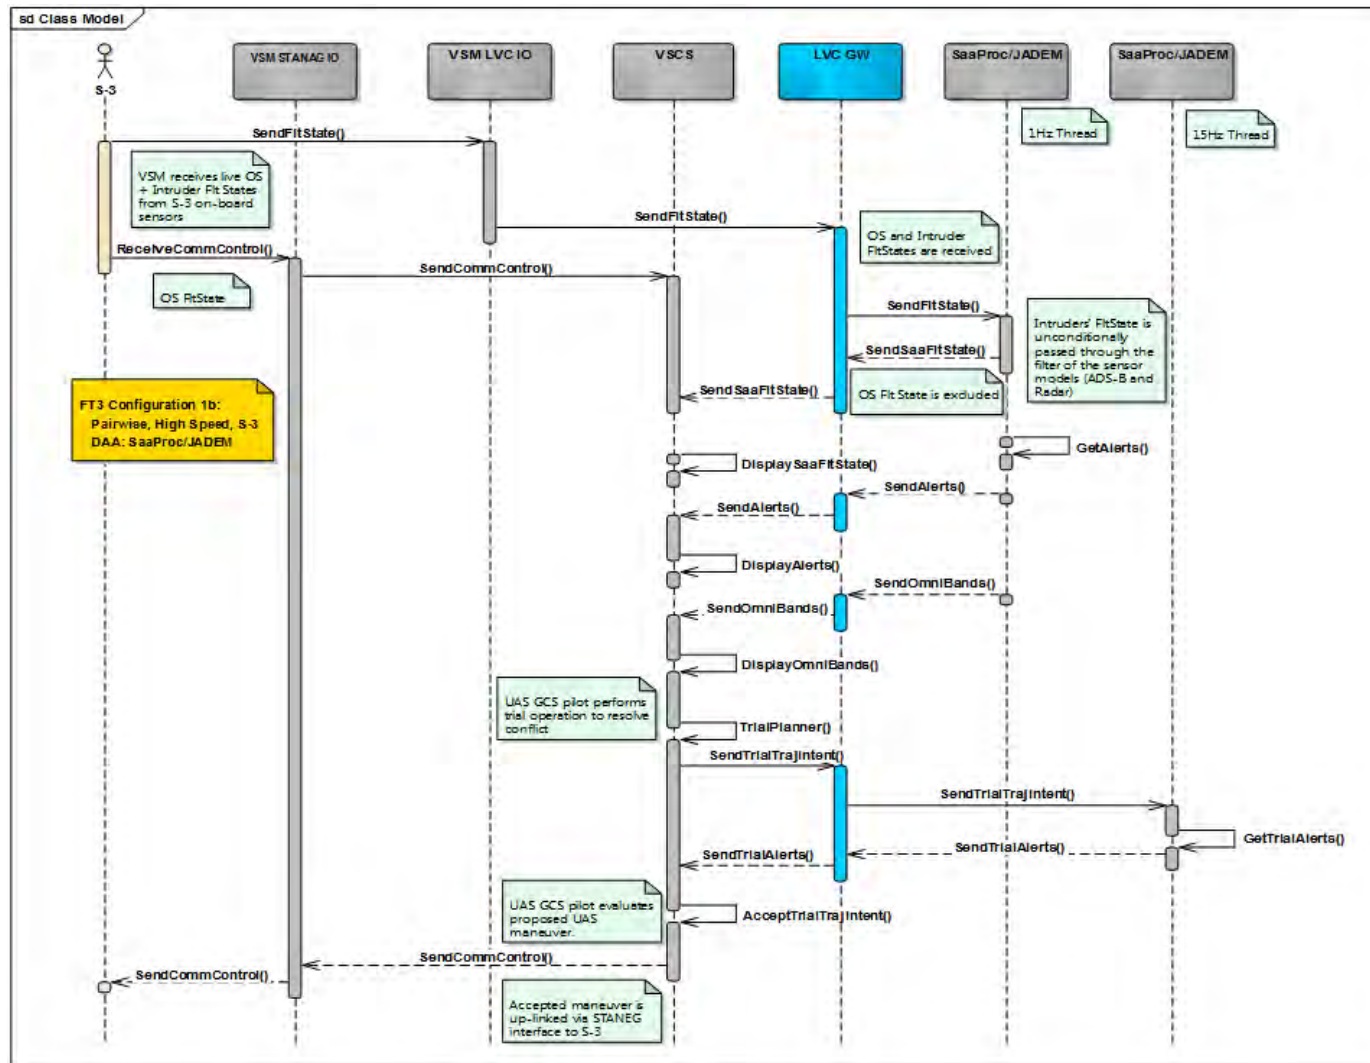 sd Class Model
S-3
VSM STANAG IO
VSM LVC IO
VSCS
LVC GW
SaaProc/JADEM
SaaProc/JADEM
1Hz Thread
15Hz Thread
SendFltState()
VSM receives live OS
+ Intruder Flt States
from S-3 on-board
sensors
SendFltState()
OS and Intruder
FltStates are received
ReceiveCommControl()
SendCommControl()
OS FltState
SendFltState()
Intruders' FltState is
unconditionally
passed through the
filter of the sensor
models (ADS-B and
Radar)
SendSaaFltState()
SendSaaFltState()
OS Flt State is excluded
FT3 Configuration 1b:
Pairwise, High Speed, S-3
DAA: SaaProc/JADEM
GetAlerts()
DisplaySaaFltState()
SendAlerts()
SendAlerts()
DisplayAlerts()
SendOmniBands()
SendOmniBands()
DisplayOmniBands()
UAS GCS pilot performs
trial operation to resolve
conflict
TrialPlanner()
SendTrialTrajIntent()
SendTrialTrajIntent()
GetTrialAlerts()
SendTrialAlerts()
SendTrialAlerts()
UAS GCS pilot evaluates
proposed UAS
maneuver.
AcceptTrialTrajIntent()
SendCommControl()
SendCommControl()
Accepted maneuver is
up-linked via STANEG
interface to S-3